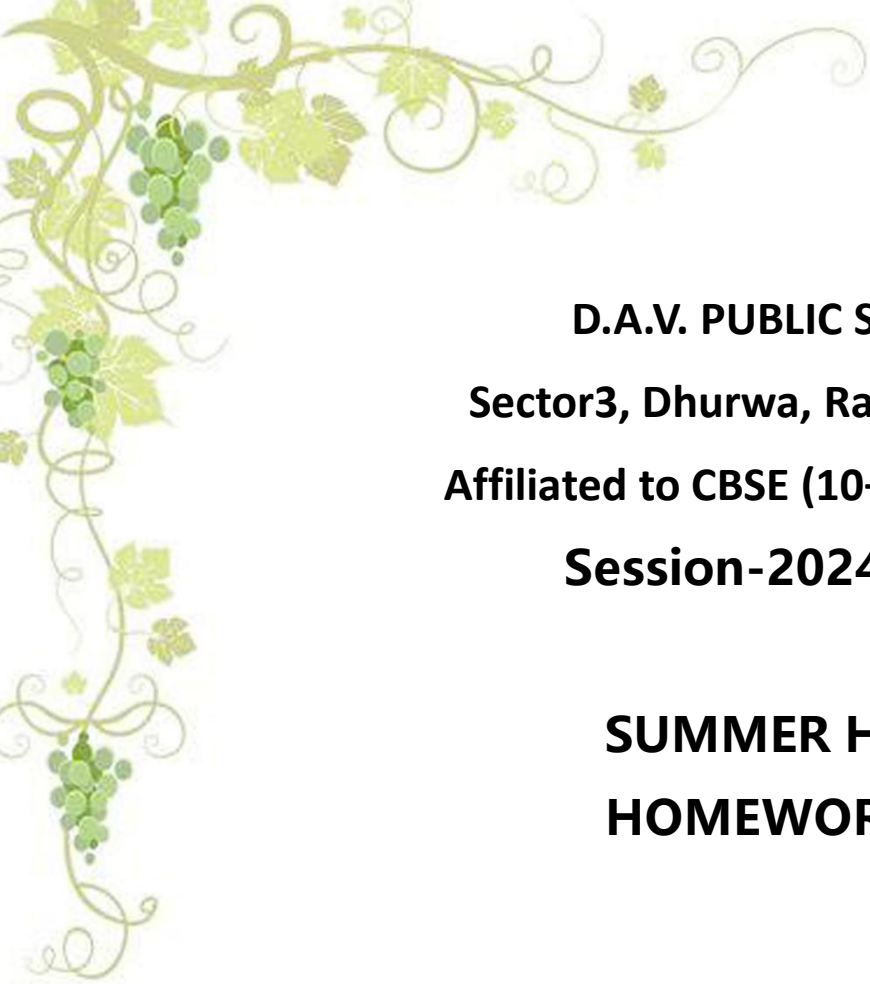 D.A.V. PUBLIC S
Sector3, Dhurwa, Ra
Affiliated to CBSE (10-
Session-2024
SUMMER H
HOMEWOR